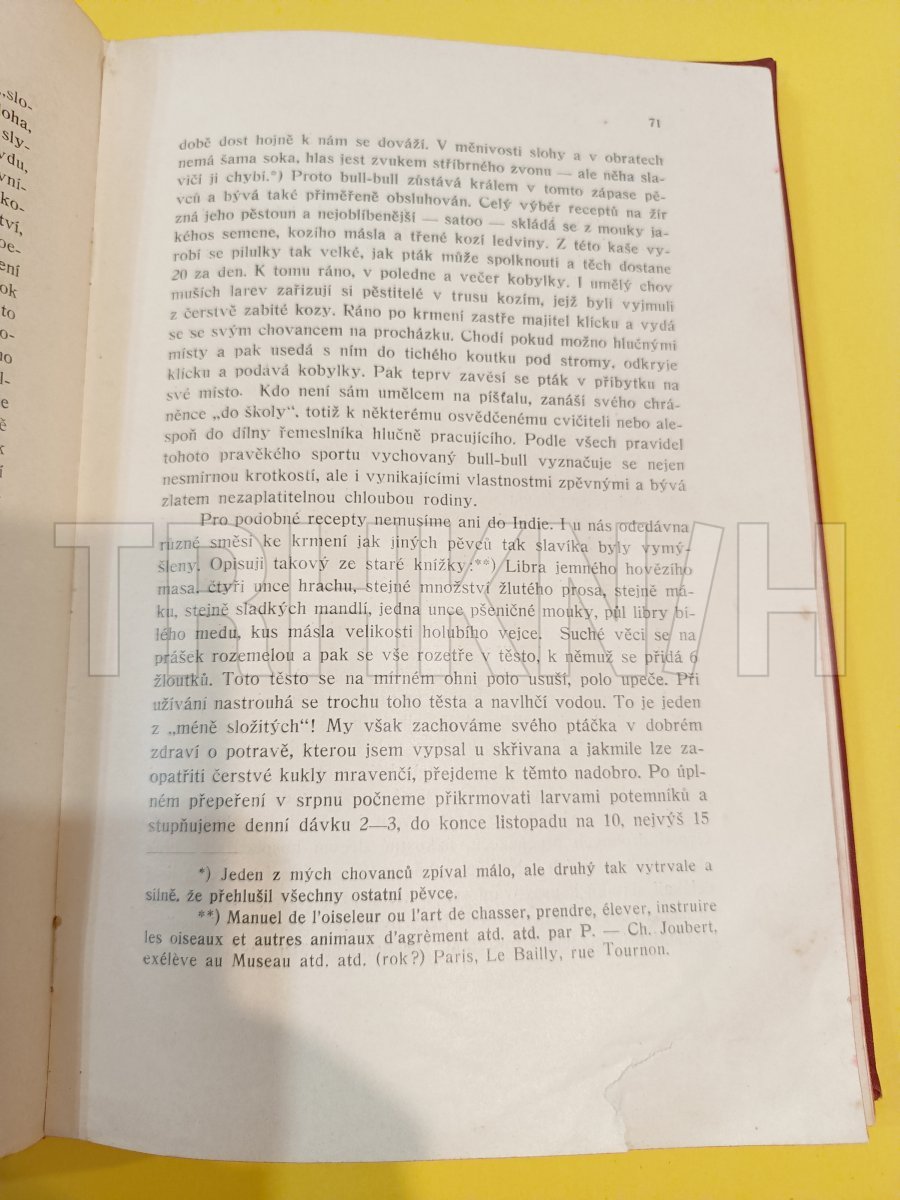 „slo-
loha,
sly-
vdu,
vní-
ko-
tví,
pe-
ení
ok
to
o-
no
l-
e
ě
k
í
71
době dost hojně k nám se dováží. V měnivosti slohy a v obratech
nemá šama soka, hlas jest zvukem stříbrného zvonu — ale něha sla-
vičí ji chybí.*) Proto bull-bull zůstává králem v tomto zápase pě-
vců a bývá také přiměřeně obsluhován. Celý výběr receptů na žír
zná jeho pěstoun a nejoblíbenější — satoo — skládá se z mouky ja-
kéhos semene, kozího másla a třené kozí ledviny. Z této kaše vy-
robí se pilulky tak velké, jak pták může spolknouti a těch dostane
20 za den. K tomu ráno, v poledne a večer kobylky. I umělý chov
muších larev zařizují si pěstitelé v trusu kozím, jejž byli vyjmuli
z čerstvě zabité kozy. Ráno po krmení zastře majitel klícku a vydá
se se svým chovancem na procházku. Chodí pokud možno hlučnými
místy a pak usedá s ním do tichého koutku pod stromy, odkryje
klícku a podává kobylky. Pak teprv zavěsí se pták v příbytku na
své místo. Kdo není sám umělcem na píšťalu, zanáší svého chrá-
něnce „do školy“, totiž k některému osvědčenému cvičiteli nebo ale-
spoň do dílny řemeslníka hlučně pracujícího. Podle všech pravidel
tohoto pravěkého sportu vychovaný bull-bull vyznačuje se nejen
nesmírnou krotkostí, ale i vynikajícími vlastnostmi zpěvnými a bývá
zlatem nezaplatitelnou chloubou rodiny.
Pro podobné recepty nemusíme ani do Indie. I u nás odedávna
různé směsi ke krmení jak jiných pěvců tak slavíka byly vymý-
šleny. Opisuji takový ze staré knížky:**) Libra jemného hovězího
masa, čtyři unce hrachu, stejné množství žlutého prosa, stejně má-
ku, stejně sladkých mandlí, jedna unce pšeničné mouky, půl libry bí-
lého medu, kus másla velikosti holubího vejce. Suché věci se na
prášek rozemelou a pak se vše rozetře v těsto, k němuž se přidá 6
žloutků. Toto těsto se na mírném ohni polo usuší, polo upeče. Při
užívání nastrouhá se trochu toho těsta a navlhčí vodou. To je jeden
z „méně složitých“! My však zachováme svého ptáčka v dobrém
zdraví o potravě, kterou jsem vypsal u skřivana a jakmile lze za-
opatřiti čerstvé kukly mravenčí, přejdeme k těmto nadobro. Po úpl-
ném přepeření v srpnu počneme přikrmovati larvami potemníků a
stupňujeme denní dávku 2—3, do konce listopadu na 10, nejvýš 15
*) Jeden z mých chovanců zpíval málo, ale druhý tak vytrvale a
silně, že přehlušil všechny ostatní pěvce.
**) Manuel de l'oiseleur ou l'art de chasser, prendre, élever, instruire
les oiseaux et autres animaux d'agrèment atd. atd. par P. — Ch. Joubert,
exélève au Museau atd. atd. (rok?) Paris, Le Bailly, rue Tournon.